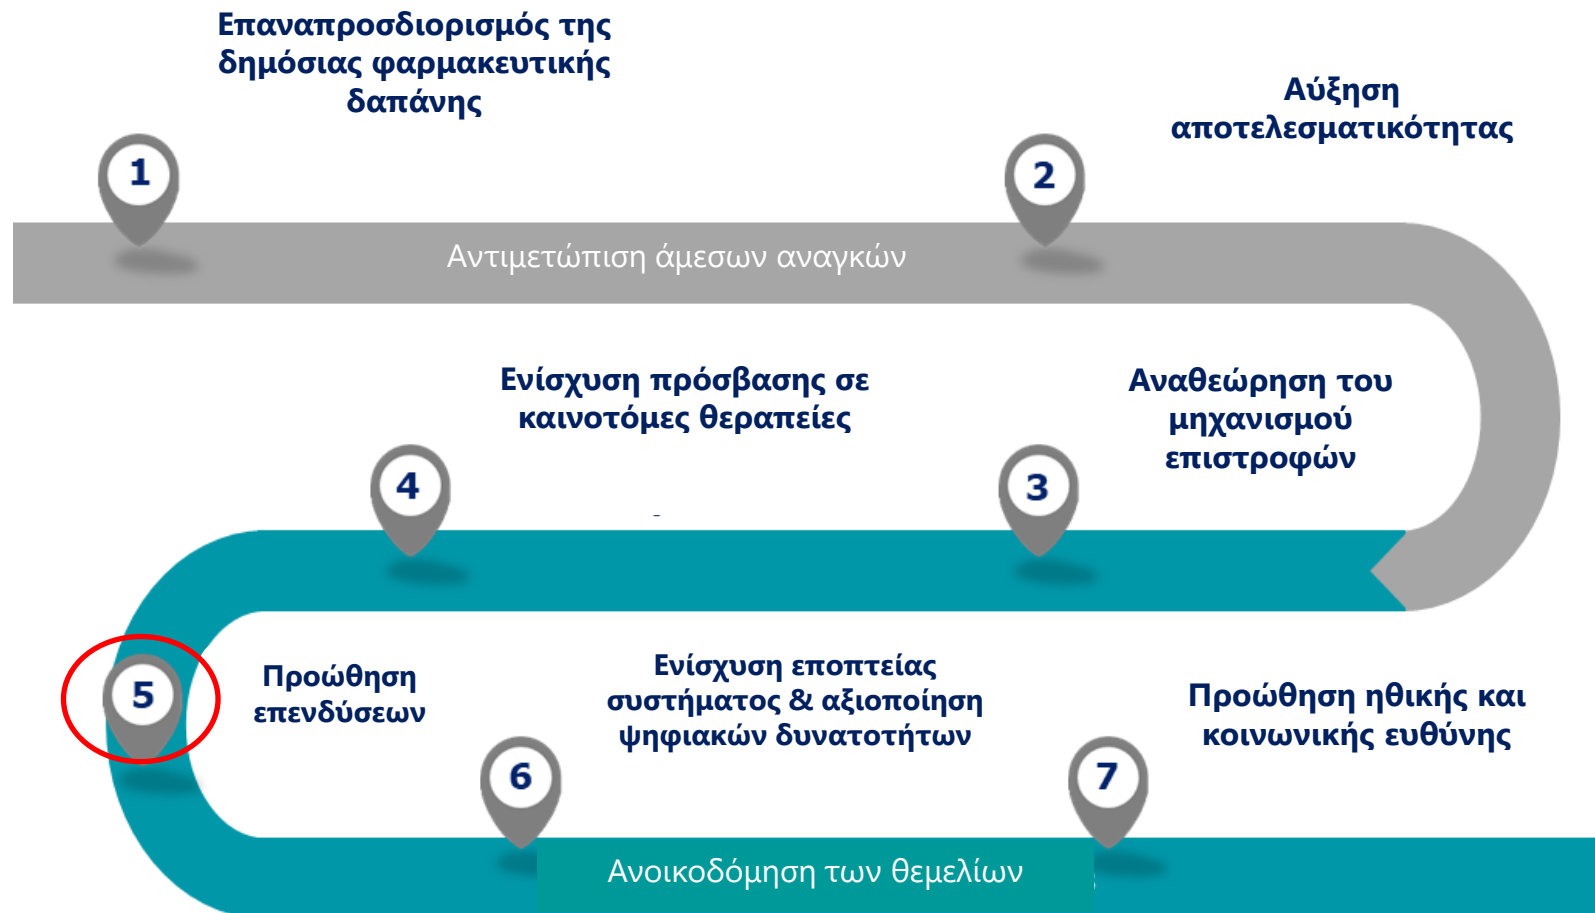 Επαναπροσδιορισμός της
δημόσιας φαρμακευτικής
δαπάνης
Αύξηση
αποτελεσματικότητας
1
2
Αντιμετώπιση άμεσων αναγκών
Ενίσχυση πρόσβασης σε
καινοτόμες θεραπείες
Αναθεώρηση του
μηχανισμού
επιστροφών
4
3
-
5
Προώθηση
επενδύσεων
Ενίσχυση εποπτείας
συστήματος & αξιοποίηση
ψηφιακών δυνατοτήτων
Προώθηση ηθικής και
κοινωνικής ευθύνης
6
7
Ανοικοδόμηση των θεμελίων